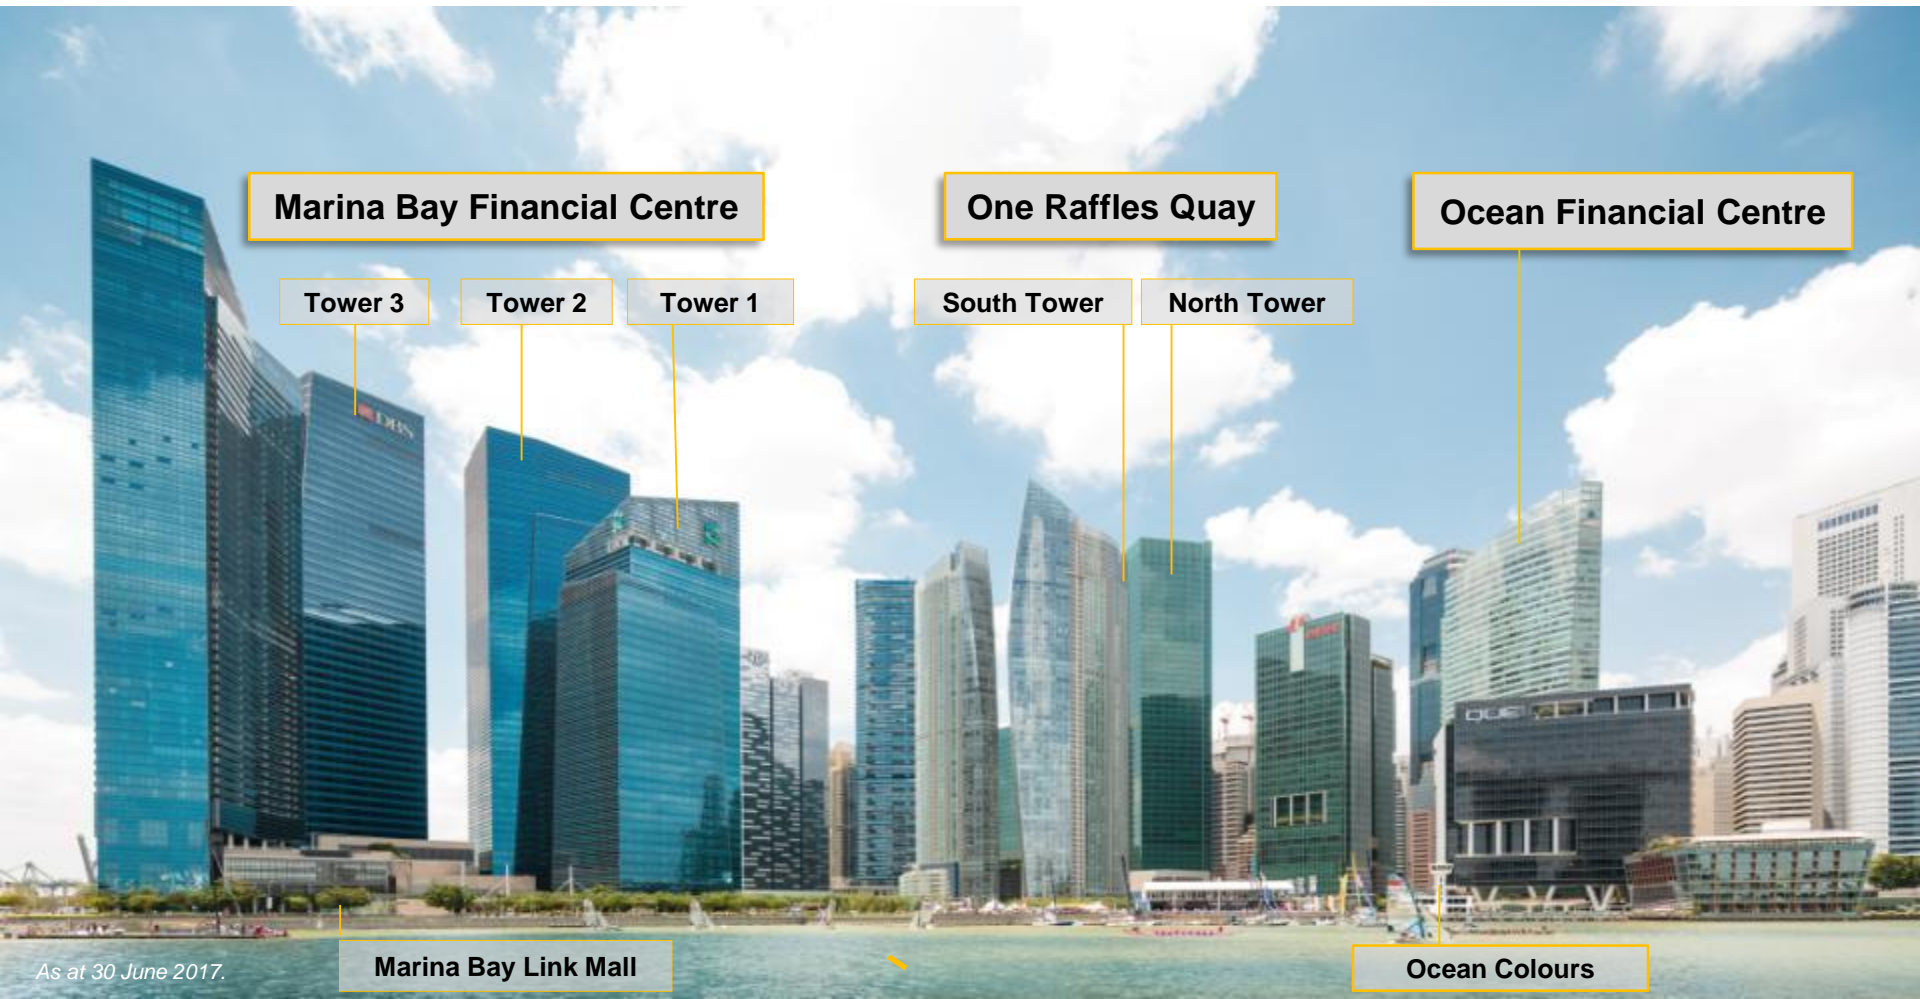 Marina Bay Financial Centre
One Raffles Quay
Ocean Financial Centre
Tower 3
Tower 2
Tower 1
South Tower
North Tower
DBS
OUE
Marina Bay Link Mall
Ocean Colours
As at 30 June 2017.